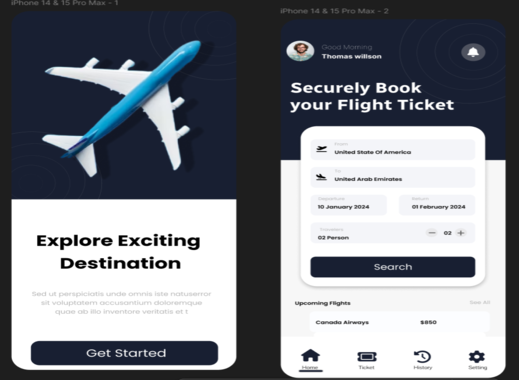 iPhone 14 & 15 Pro Max - 1
Explore Exciting
Destination
Sed ut perspiciatis unde omnis iste natuserror
sit voluptatem accusantium doloremque
quae ab illo inventore veritatis et t
Get Started
iPhone 14 & 15 Pro Max - 2
Good Morning
Thomas willson
Securely Book
your Flight Ticket
From
United State Of America
To
United Arab Emirates
Departure
Return
10 January 2024
01 February 2024
Travelers
02 Person
02
Search
Upcoming Flights
See All
Canada Airways
$850
Home
Ticket
History
Setting